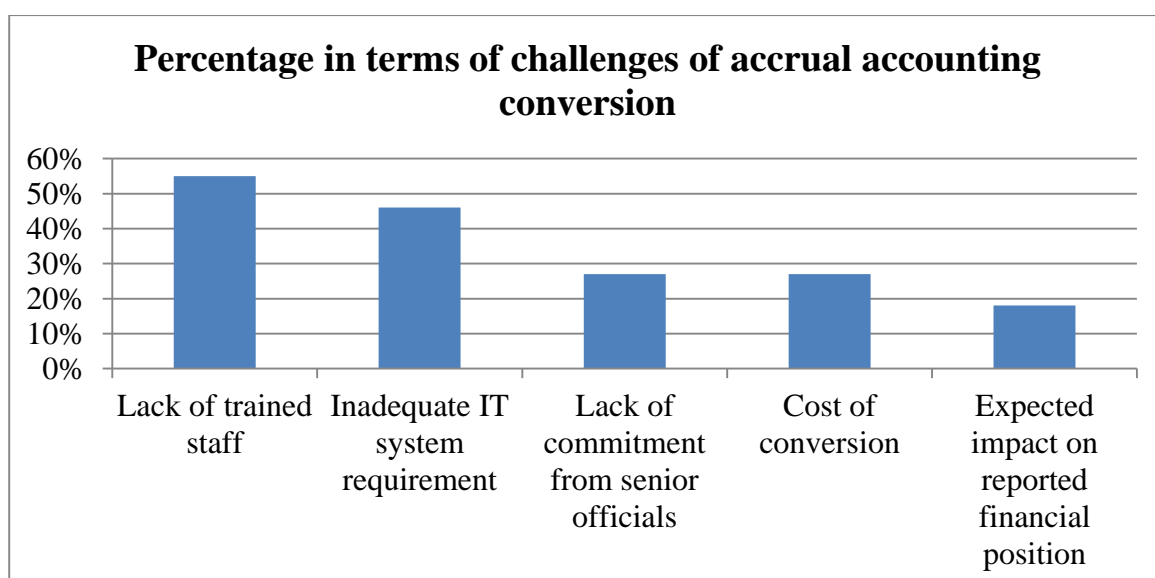 Percentage in terms of challenges of accrual accounting
conversion
60%
50%
40%
30%
20%
10%
0%
Lack of trained
staff
Inadequate IT
system
requirement
Lack of
commitment
from senior
officials
Cost of
conversion
Expected
impact on
reported
financial
position